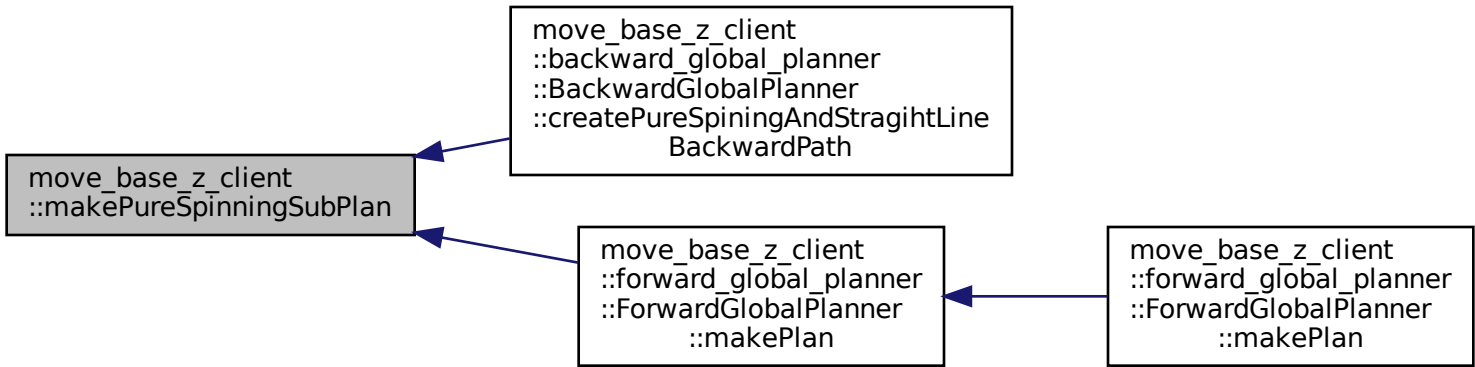 move_base_z_client
::makePureSpinningSubPlan
move_base_z_client
::backward_global_planner
::BackwardGlobalPlanner
::createPureSpiningAndStragihtLine
BackwardPath
move_base_z_client
::forward_global_planner
::ForwardGlobalPlanner
::makePlan
move_base_z_client
::forward_global_planner
::ForwardGlobalPlanner
::makePlan